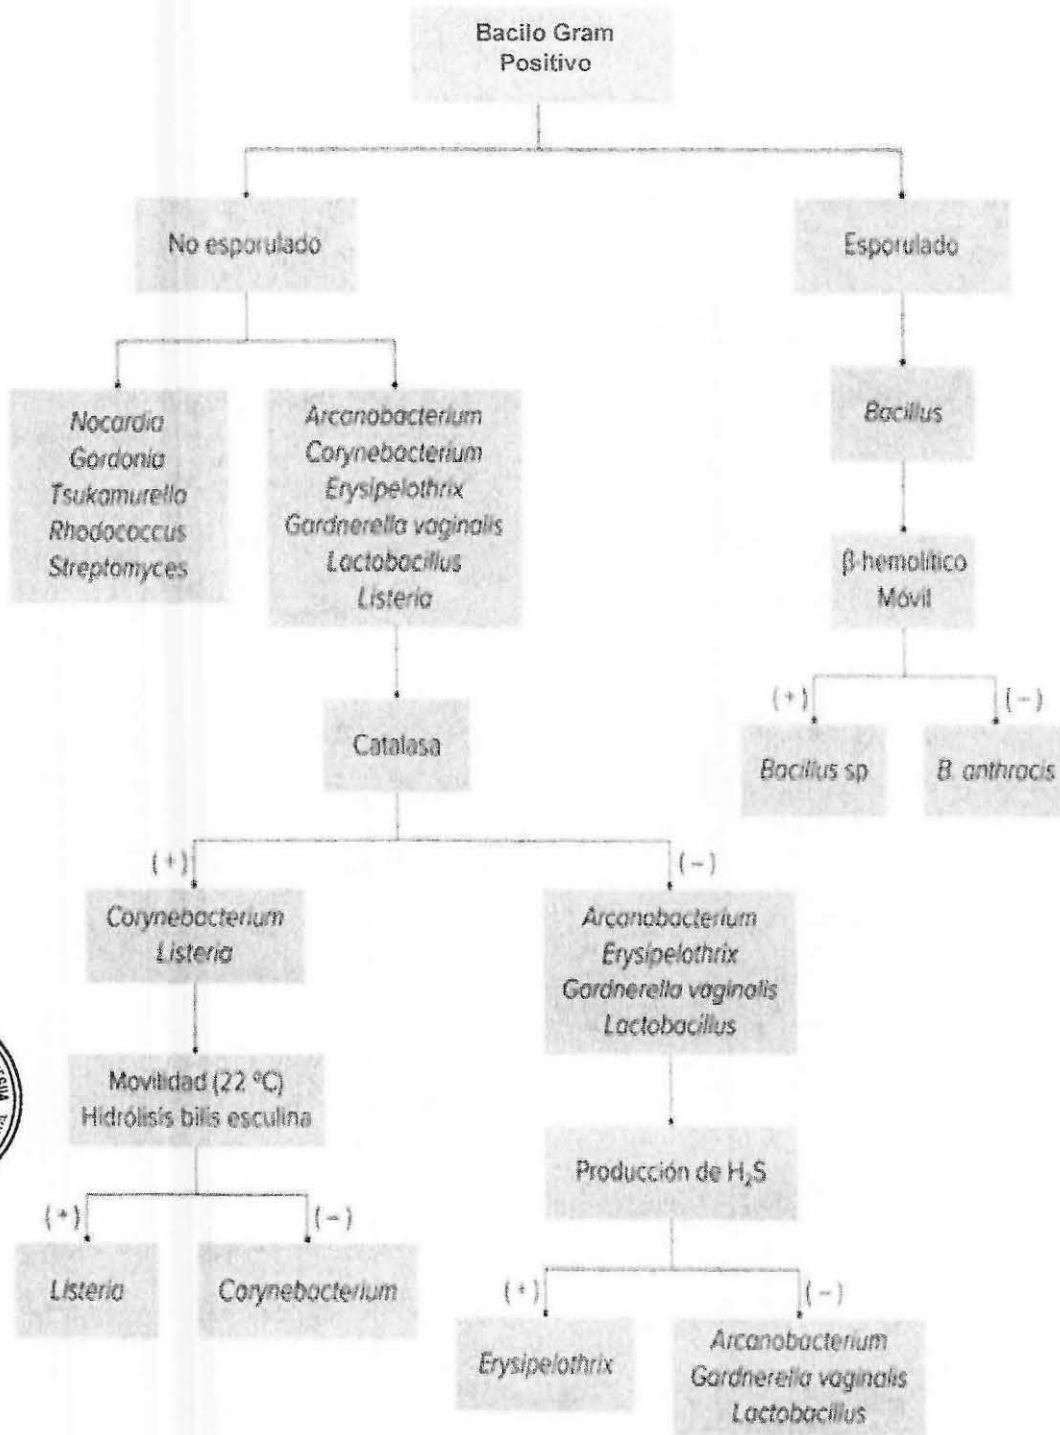 Bacilo Gram
Positivo
No esporulado
Esporulado
Nocardia
Gordonia
Tsukamurella
Rhodococcus
Streptomyces
Arcanobacterium
Corynebacterium
Erysipelothrix
Gardnerella vaginalis
Lactobacillus
Listeria
Bacillus
β-hemolítico
Móvil
(+)
(-)
Bacillus sp
B. anthracis
Catalasa
(+)
(-)
Corynebacterium
Listeria
Arcanobacterium
Erysipelothrix
Gardnerella vaginalis
Lactobacillus
Movilidad (22 ºC)
Hidrólisis bilis esculina
Producción de H₂S
(+)
(-)
Listeria
Corynebacterium
(+)
(-)
Erysipelothrix
Arcanobacterium
Gardnerella vaginalis
Lactobacillus